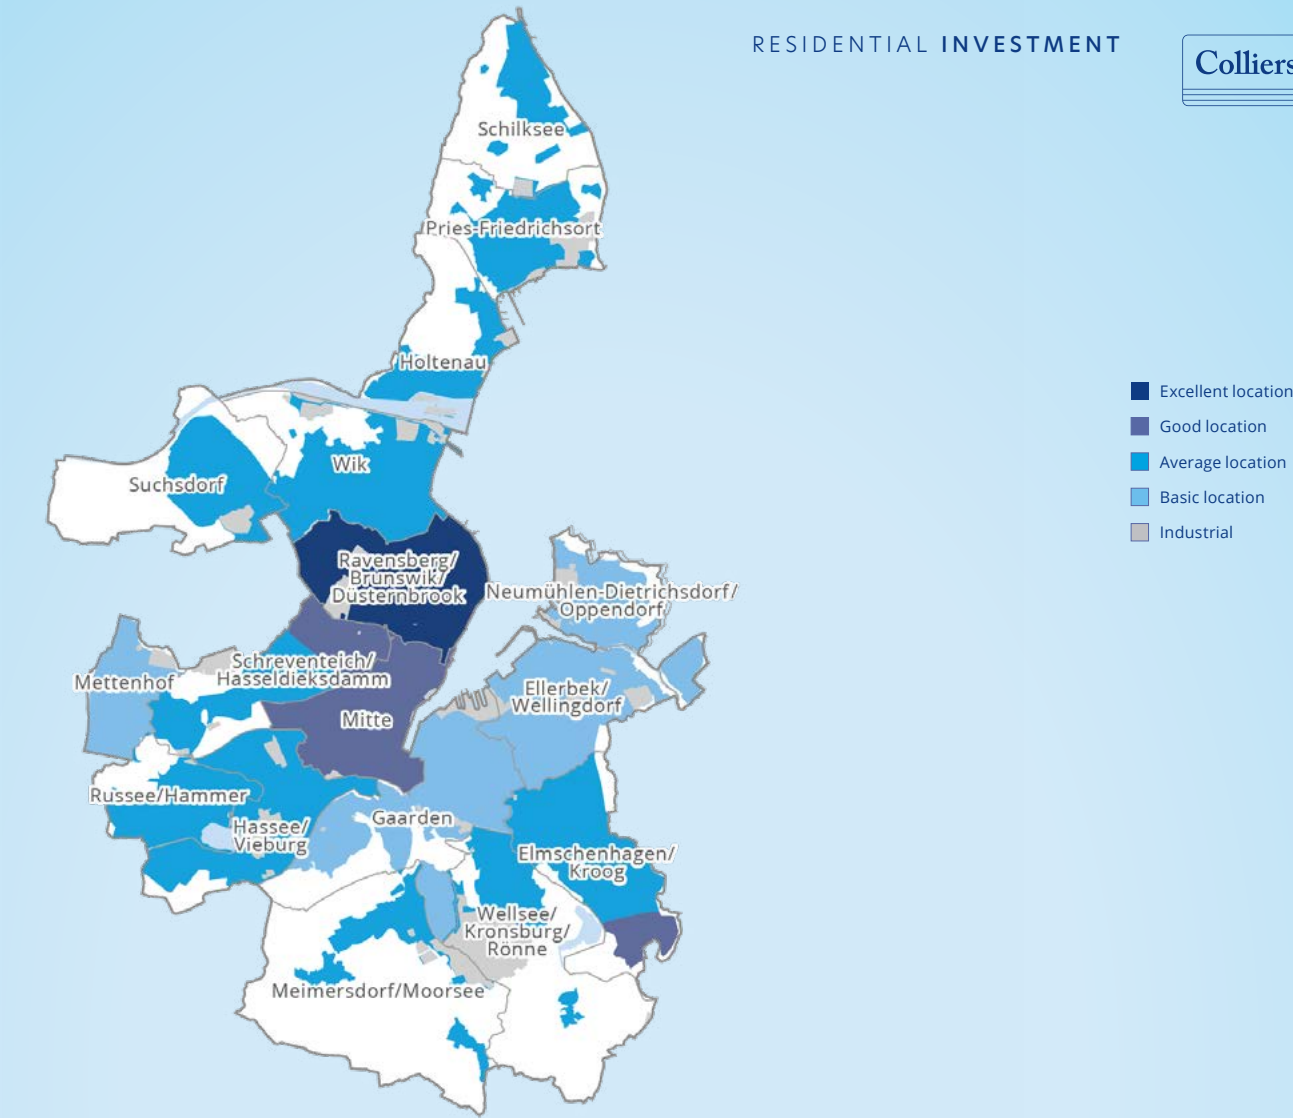 RESIDENTIAL INVESTMENT
Colliers
Schilksee
Pries-Friedrichsort
Holtenau
Wik
Suchsdorf
Ravensberg/
Brunswik/
Düsternbrook
Neumühlen-Dietrichsdorf/
Oppendorf
Schreventeich/
Hasseldieksdamm
Mettenhof
Ellerbek/
Wellingdorf
Mitte
Russee/Hammer
Hassee/
Vieburg
Gaarden
Elmschenhagen/
Kroog
Wellsee/
Kronsburg/
Rönne
Meimersdorf/Moorsee
Excellent location
Good location
Average location
Basic location
Industrial